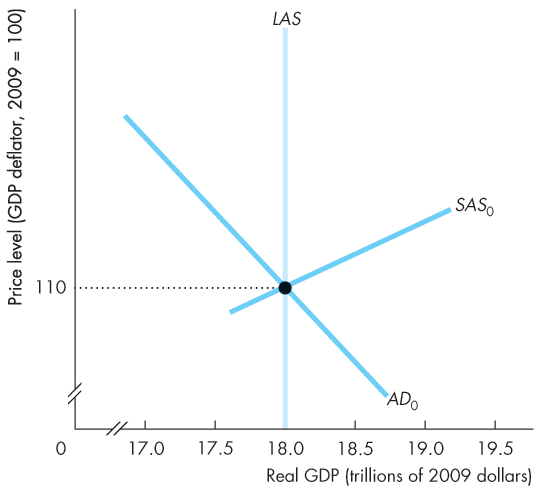 LAS
Price level (GDP deflator, 2009 = 100)
SAS0
110
AD0
0
17.0 17.5 18.0 18.5 19.0 19.5
Real GDP (trillions of 2009 dollars)